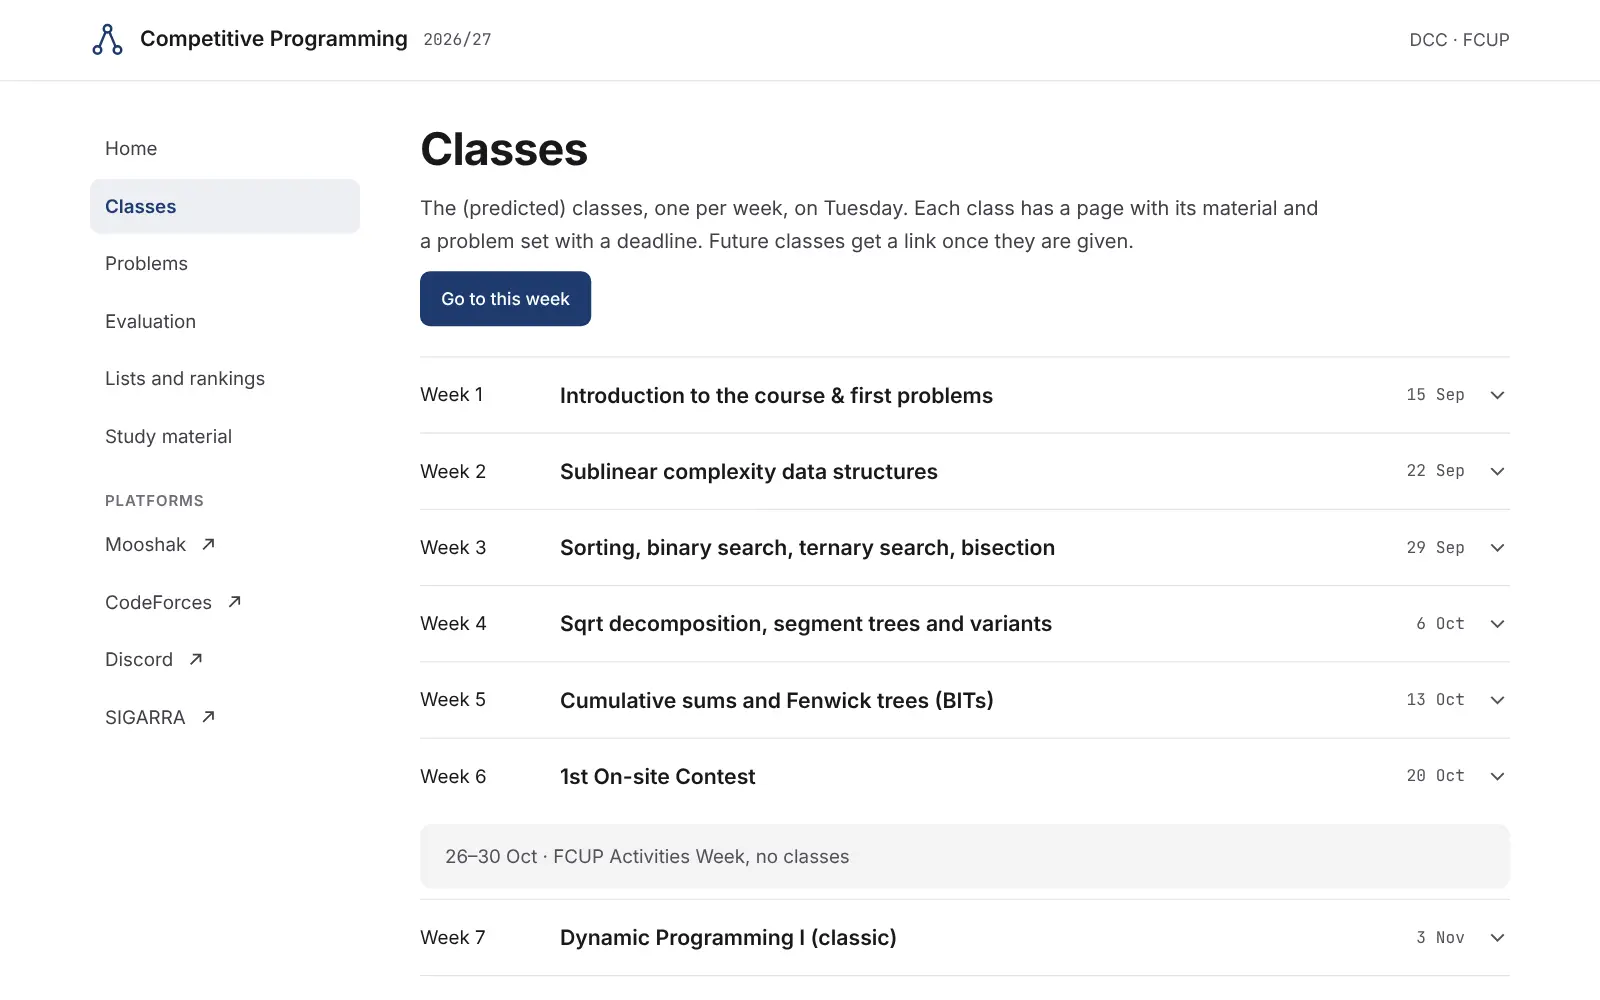 Competitive Programming 2026/27
DCC · FCUP
Home
Classes
Problems
Evaluation
Lists and rankings
Study material
PLATFORMS
Mooshak
CodeForces
Discord
SIGARRA
Classes
The (predicted) classes, one per week, on Tuesday. Each class has a page with its material and
a problem set with a deadline. Future classes get a link once they are given.
Go to this week
Week 1 Introduction to the course & first problems 15 Sep
Week 2 Sublinear complexity data structures 22 Sep
Week 3 Sorting, binary search, ternary search, bisection 29 Sep
Week 4 Sqrt decomposition, segment trees and variants 6 Oct
Week 5 Cumulative sums and Fenwick trees (BITs) 13 Oct
Week 6 1st On-site Contest 20 Oct
26–30 Oct · FCUP Activities Week, no classes
Week 7 Dynamic Programming I (classic) 3 Nov